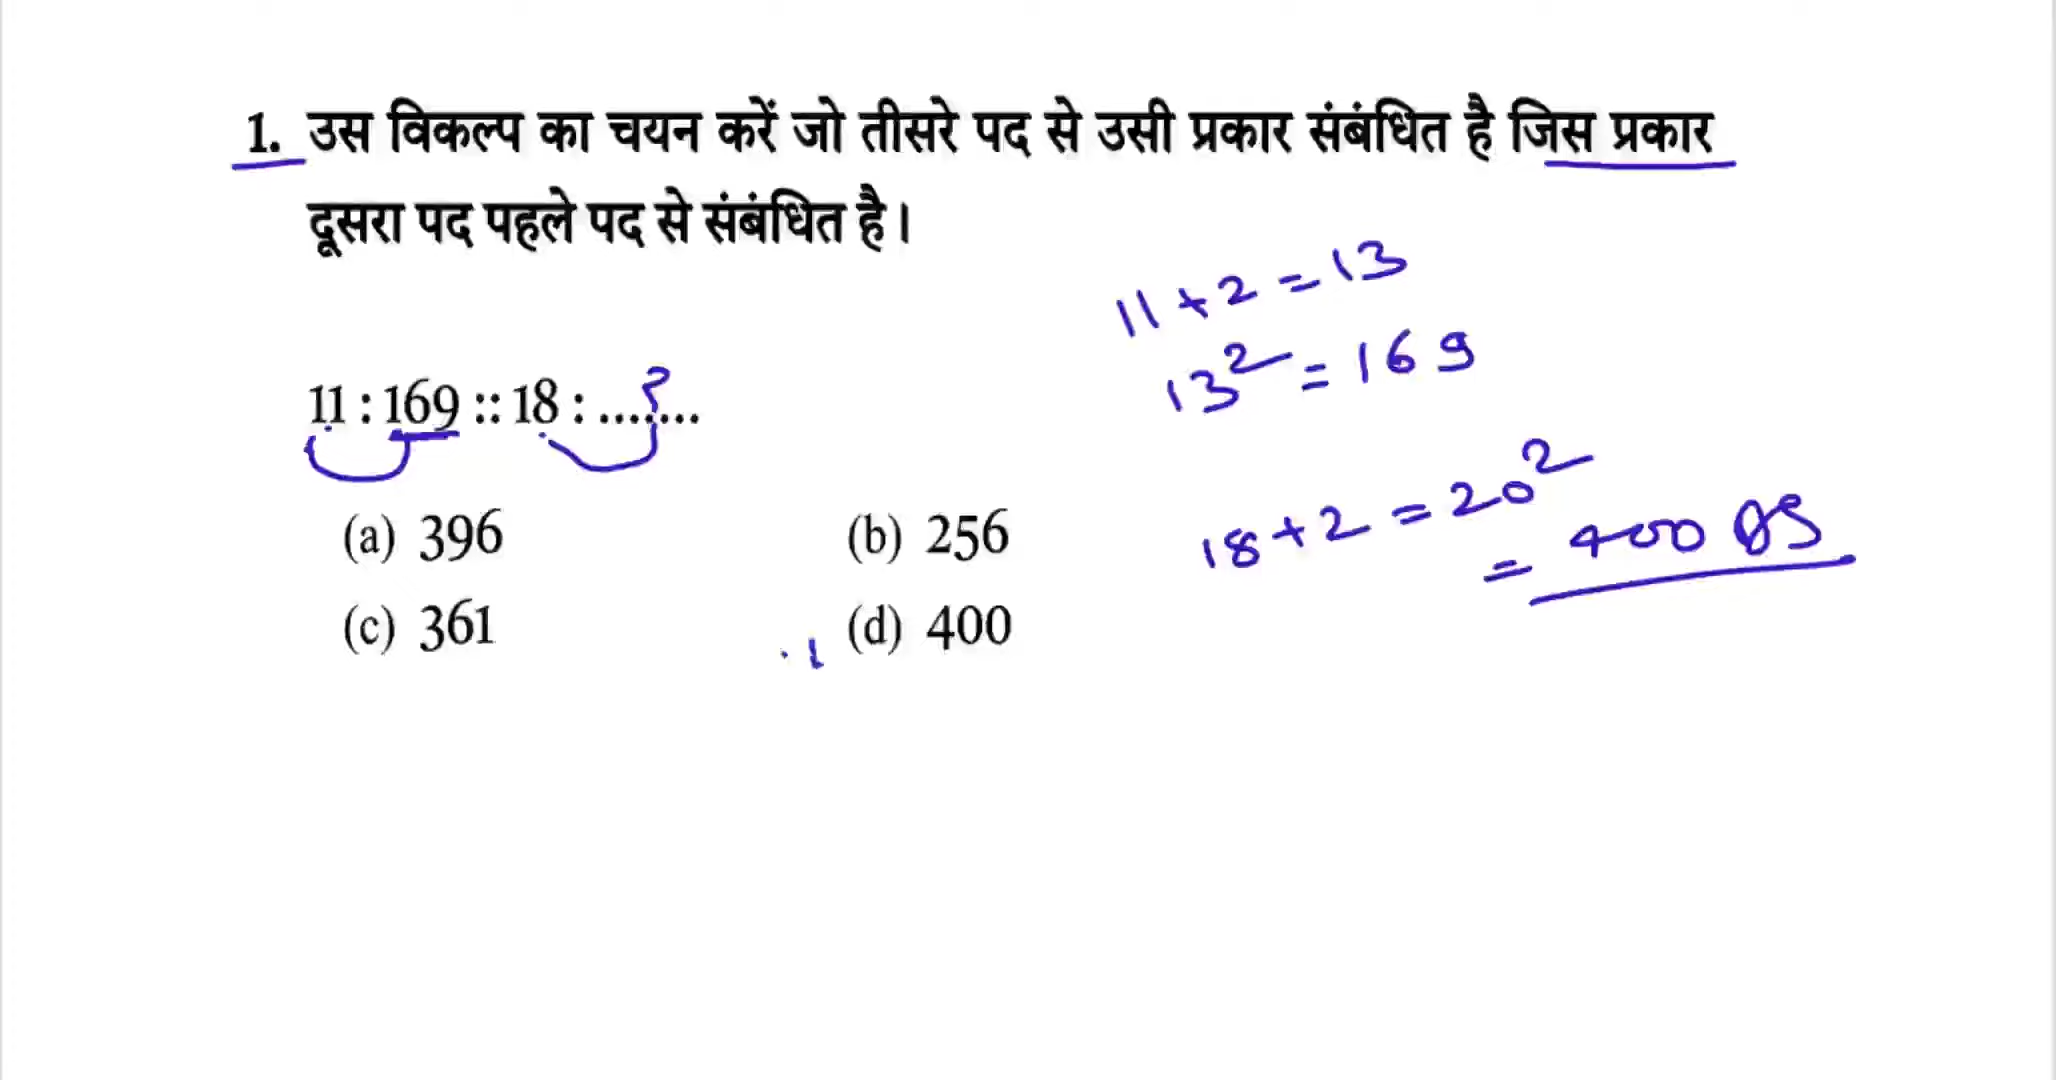 1. उस विकल्प का चयन करें जो तीसरे पद से उसी प्रकार संबंधित है जिस प्रकार
दूसरा पद पहले पद से संबंधित है।
11 + 2 = 13
13² = 169
11 : 169 :: 18 : ....... ?
18 + 2 = 20²
= 400
(a) 396 (b) 256
(c) 361 (d) 400